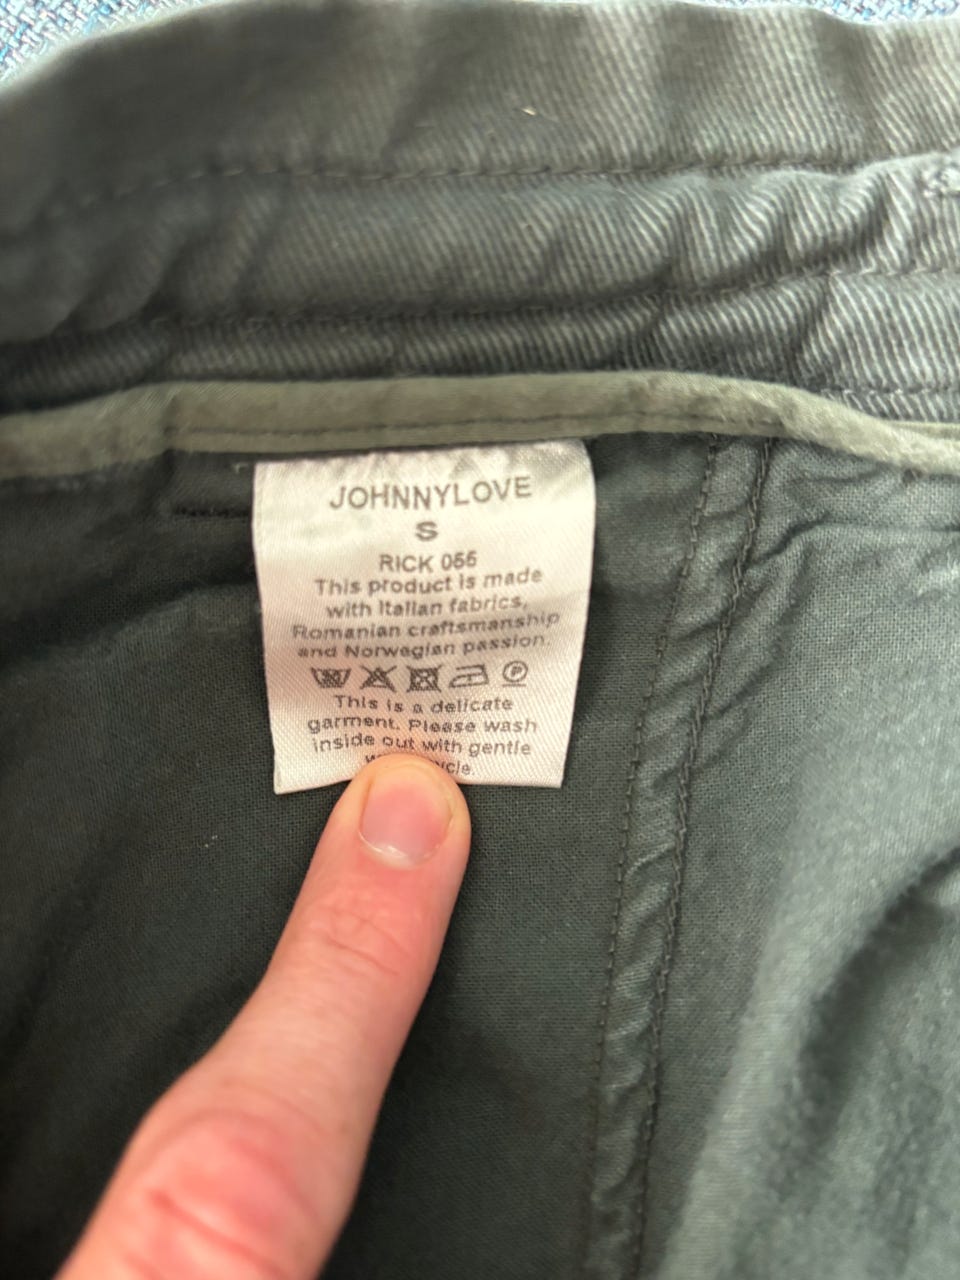 JOHNNYLOVE
S
RICK 055
This product is made
with Italian fabrics,
Romanian craftsmanship
and Norwegian passion.
This is a delicate
garment. Please wash
inside out with gentle